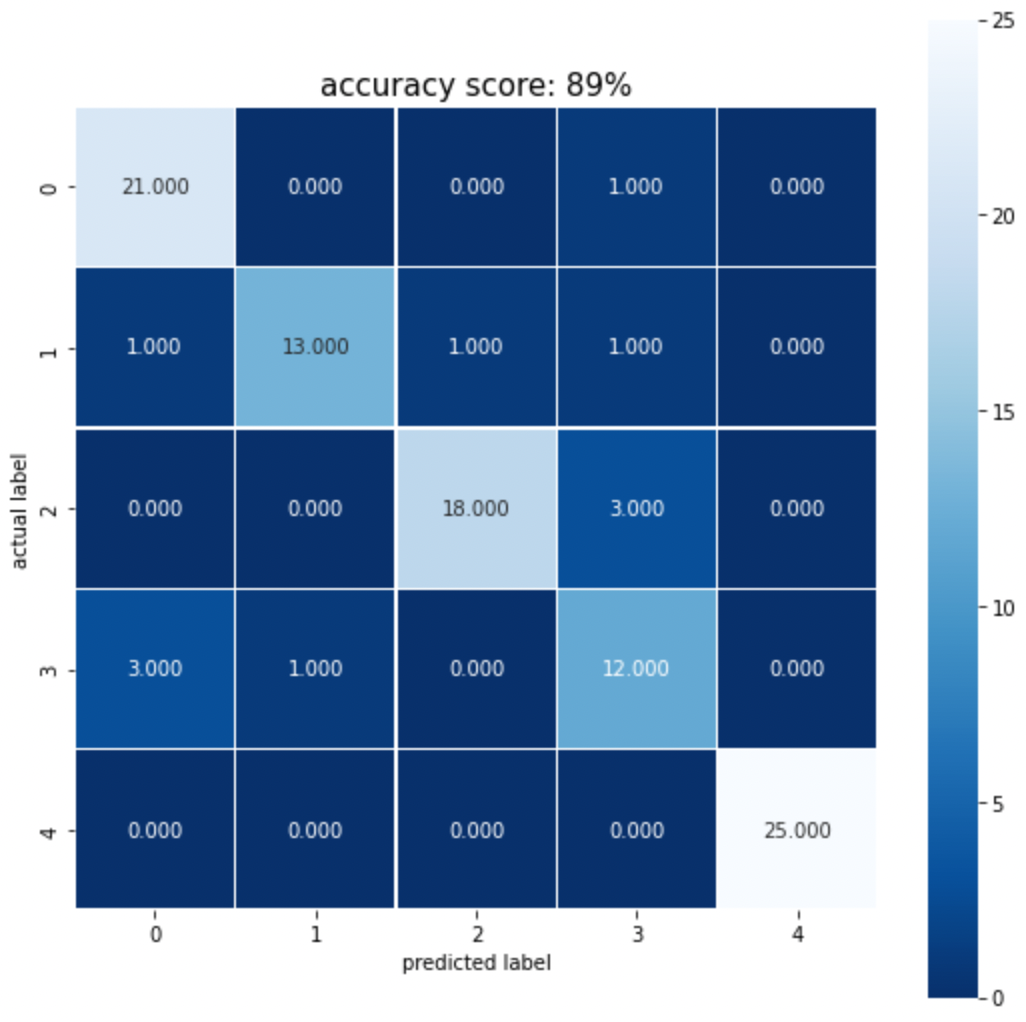 accuracy score: 89%
0 21.000 0.000 0.000 1.000 0.000
1 1.000 13.000 1.000 1.000 0.000
2 0.000 0.000 18.000 3.000 0.000
3 3.000 1.000 0.000 12.000 0.000
4 0.000 0.000 0.000 0.000 25.000
actual label
0 1 2 3 4
predicted label
25
20
15
10
5
0